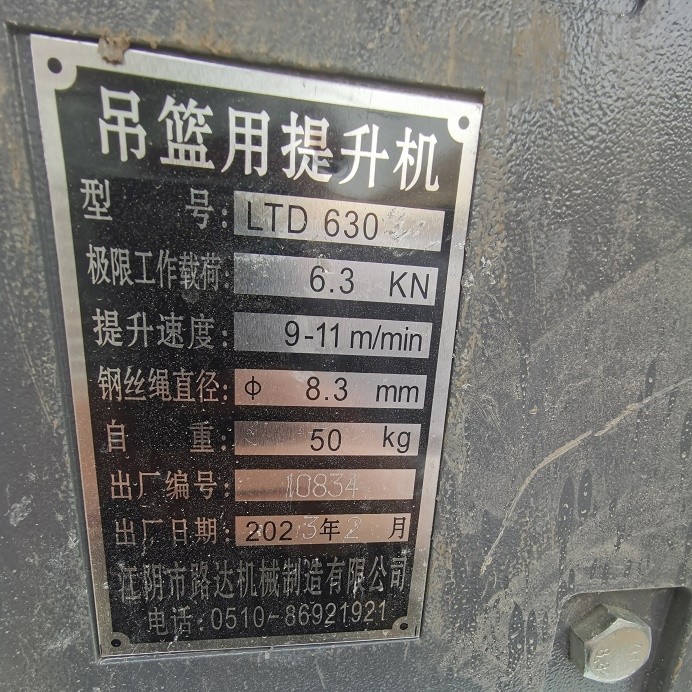 吊篮用提升机
型 号: LTD 630
极限工作载荷: 6.3 KN
提升速度: 9-11 m/min
钢丝绳直径: φ 8.3 mm
自 重: 50 kg
出厂编号: 10834
出厂日期: 2023年2月
江阴市路达机械制造有限公司
电话:0510-86921921